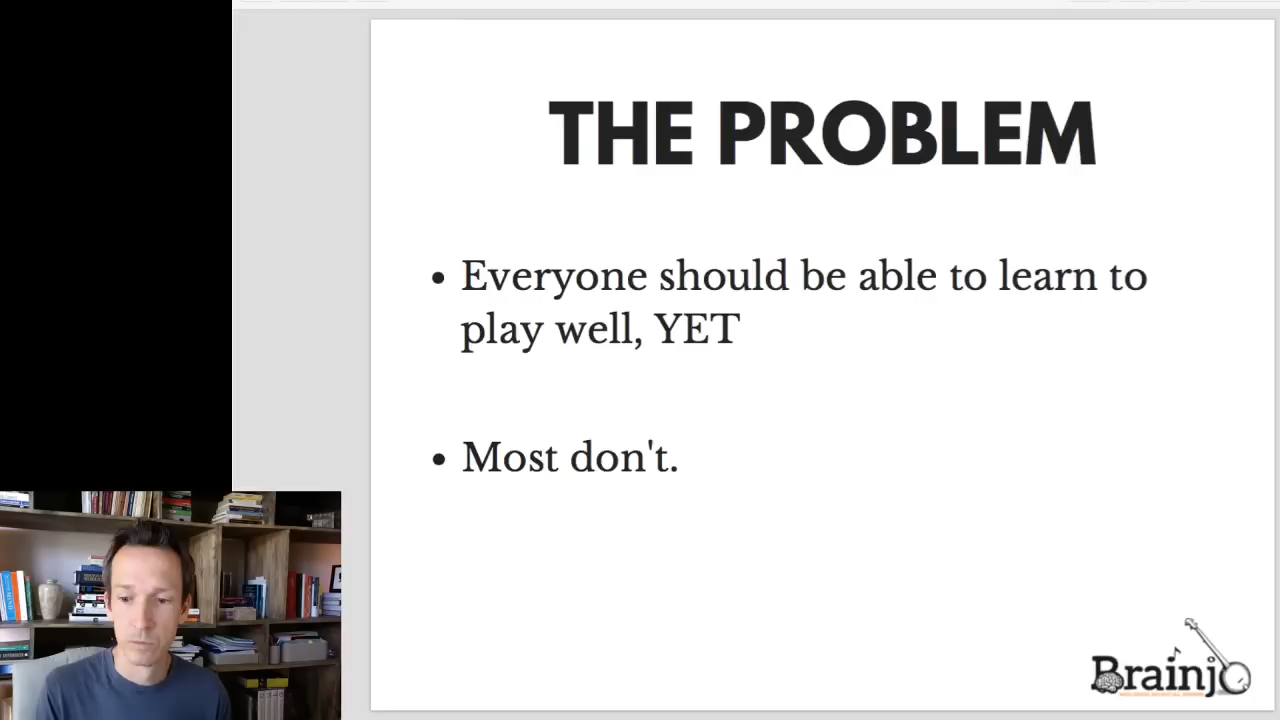 THE PROBLEM
• Everyone should be able to learn to
play well, YET
• Most don't.
Brainjo